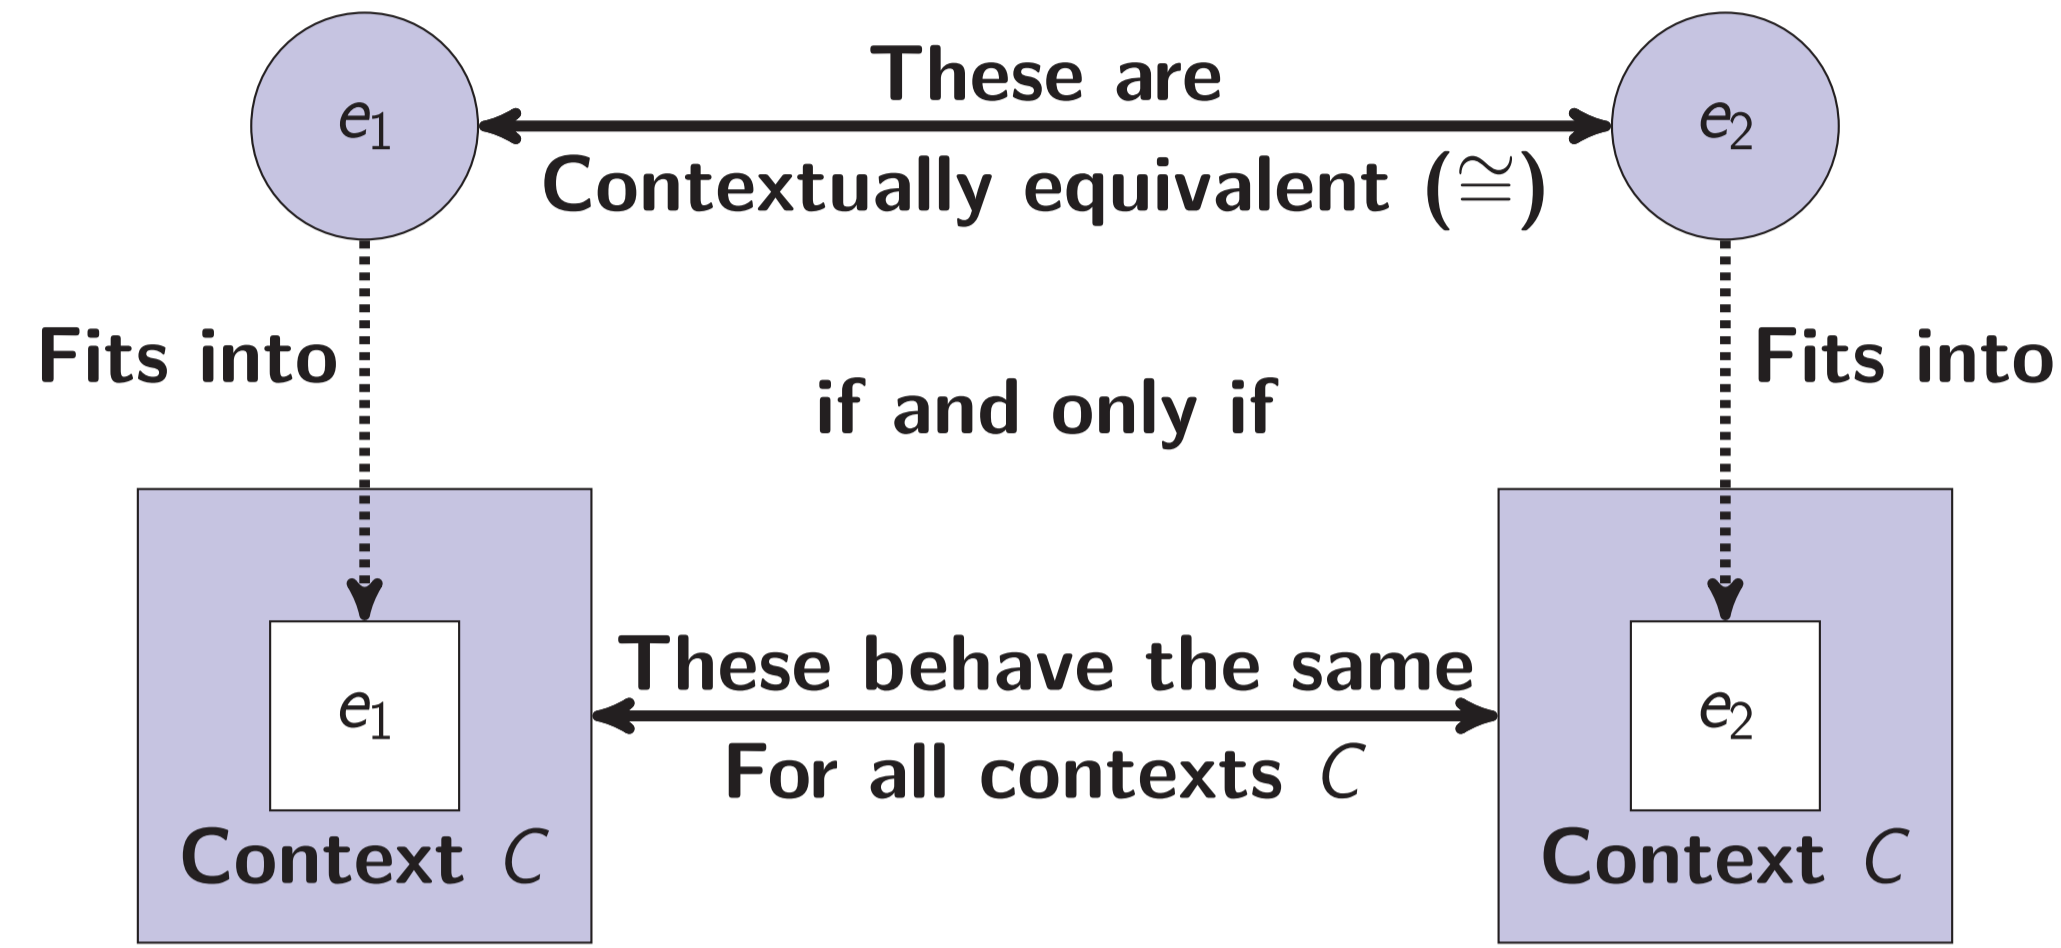 These are
e₁
e₂
Contextually equivalent (≅)
Fits into
Fits into
if and only if
These behave the same
e₁
e₂
For all contexts C
Context C
Context C